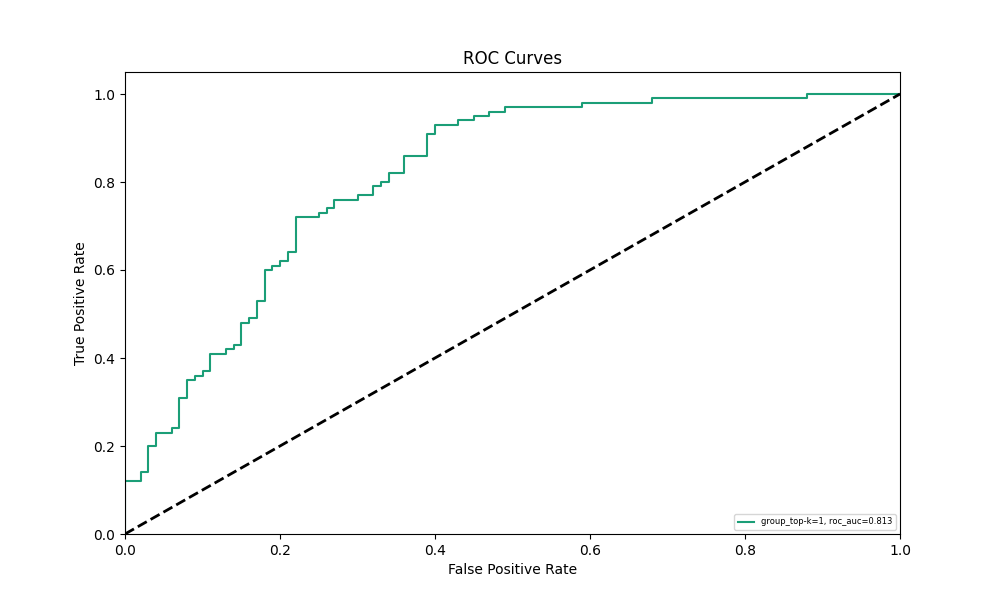 ROC Curves
True Positive Rate
1.0
0.8
0.6
0.4
0.2
0.0
0.0 0.2 0.4 0.6 0.8 1.0
False Positive Rate
group_top-k=1, roc_auc=0.813